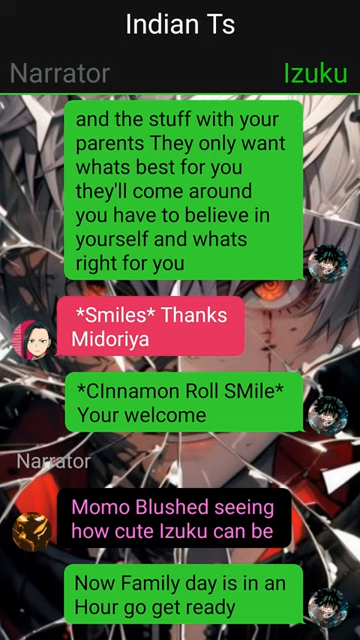 Indian Ts
Narrator Izuku
and the stuff with your
parents They only want
whats best for you
they'll come around
you have to believe in
yourself and whats
right for you
*Smiles* Thanks
Midoriya
*CInnamon Roll SMile*
Your welcome
Narrator
Momo Blushed seeing
how cute Izuku can be
Now Family day is in an
Hour go get ready